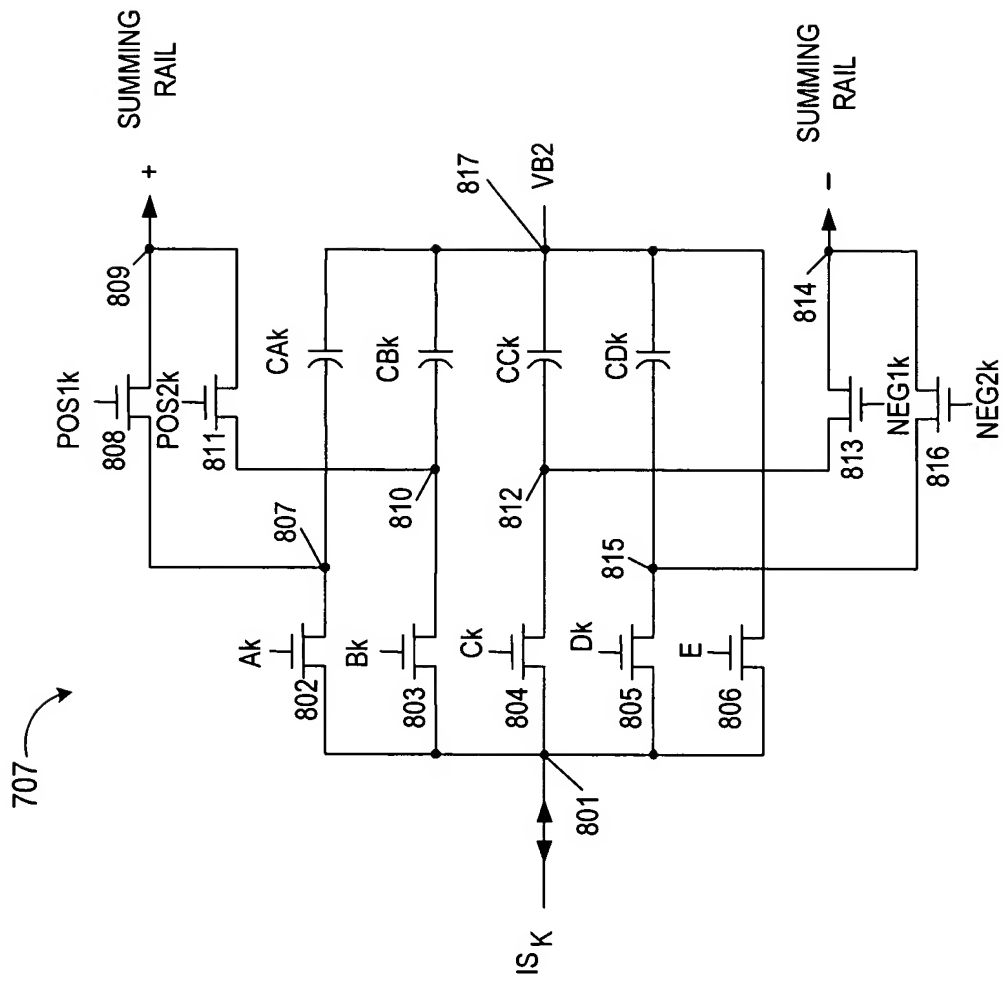 707
IS_K
801
Ak
802
Bk
803
Ck
804
Dk
805
E
806
807
810
812
815
POS1k
808
POS2k
811
CAk
CBk
CCk
CDk
809
+
SUMMING
RAIL
817
VB2
814
−
SUMMING
RAIL
813
NEG1k
816
NEG2k